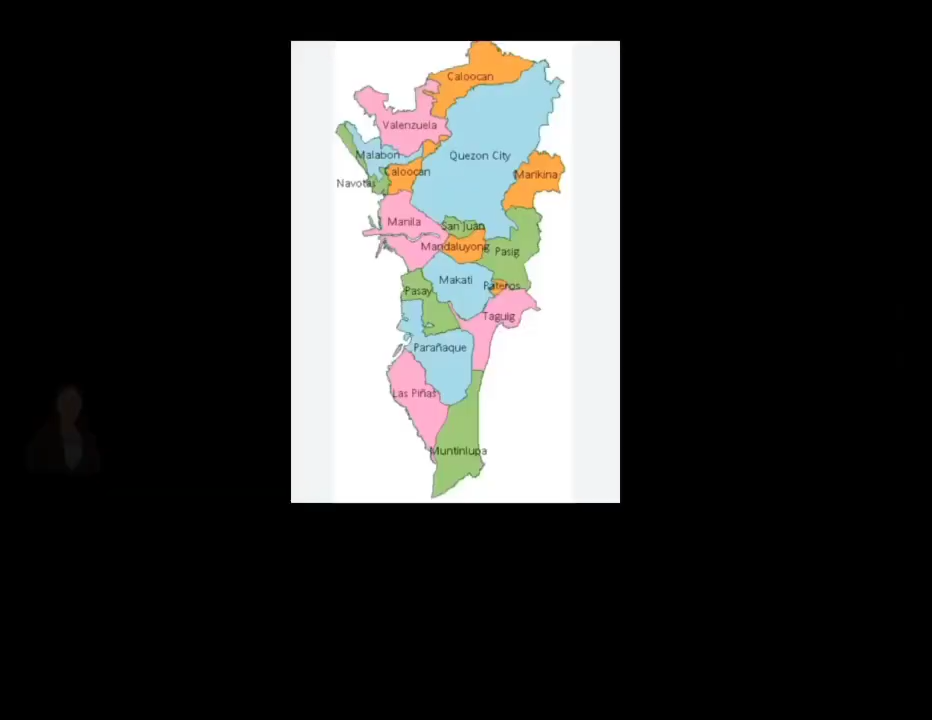 Caloocan
Valenzuela
Malabon
Quezon City
Caloocan
Marikina
Navotas
Manila
San Juan
Mandaluyong
Pasig
Makati
Pateros
Pasay
Taguig
Parañaque
Las Piñas
Muntinlupa